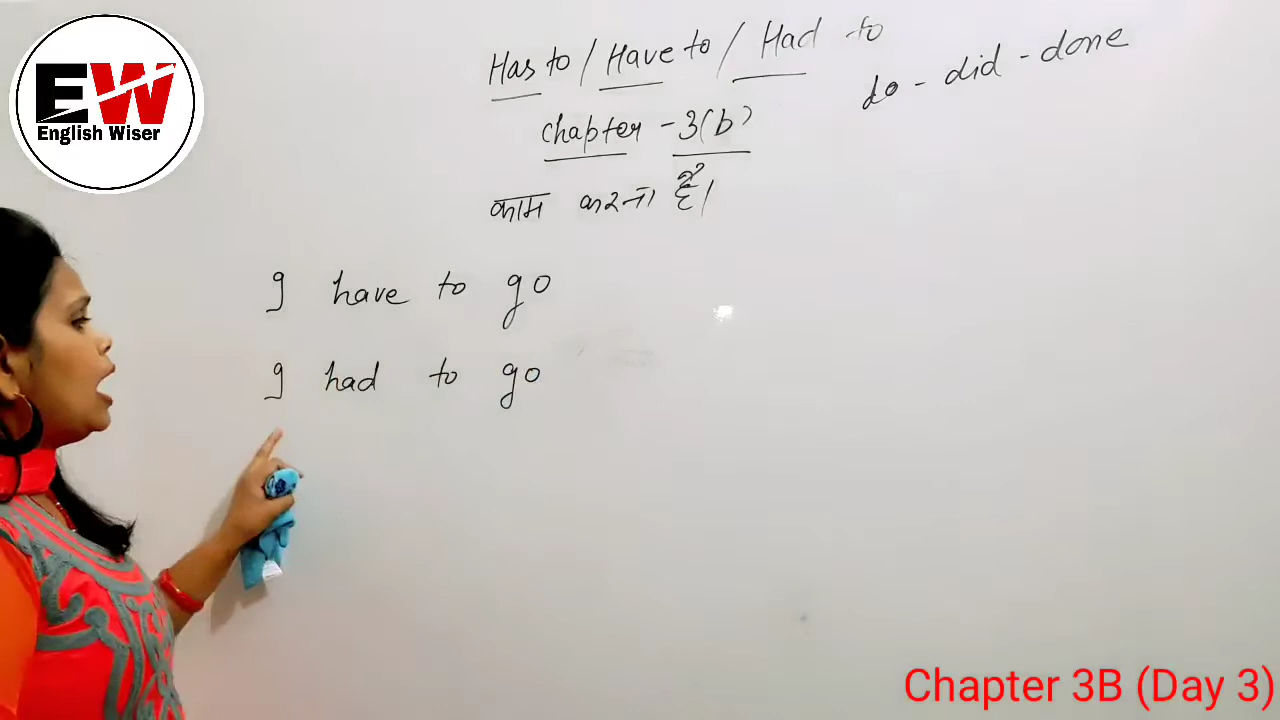 EW
English Wiser
Has to / Have to / Had to
do - did - done
chapter - 3(b)
काम करना है।
I have to go
I had to go
Chapter 3B (Day 3)